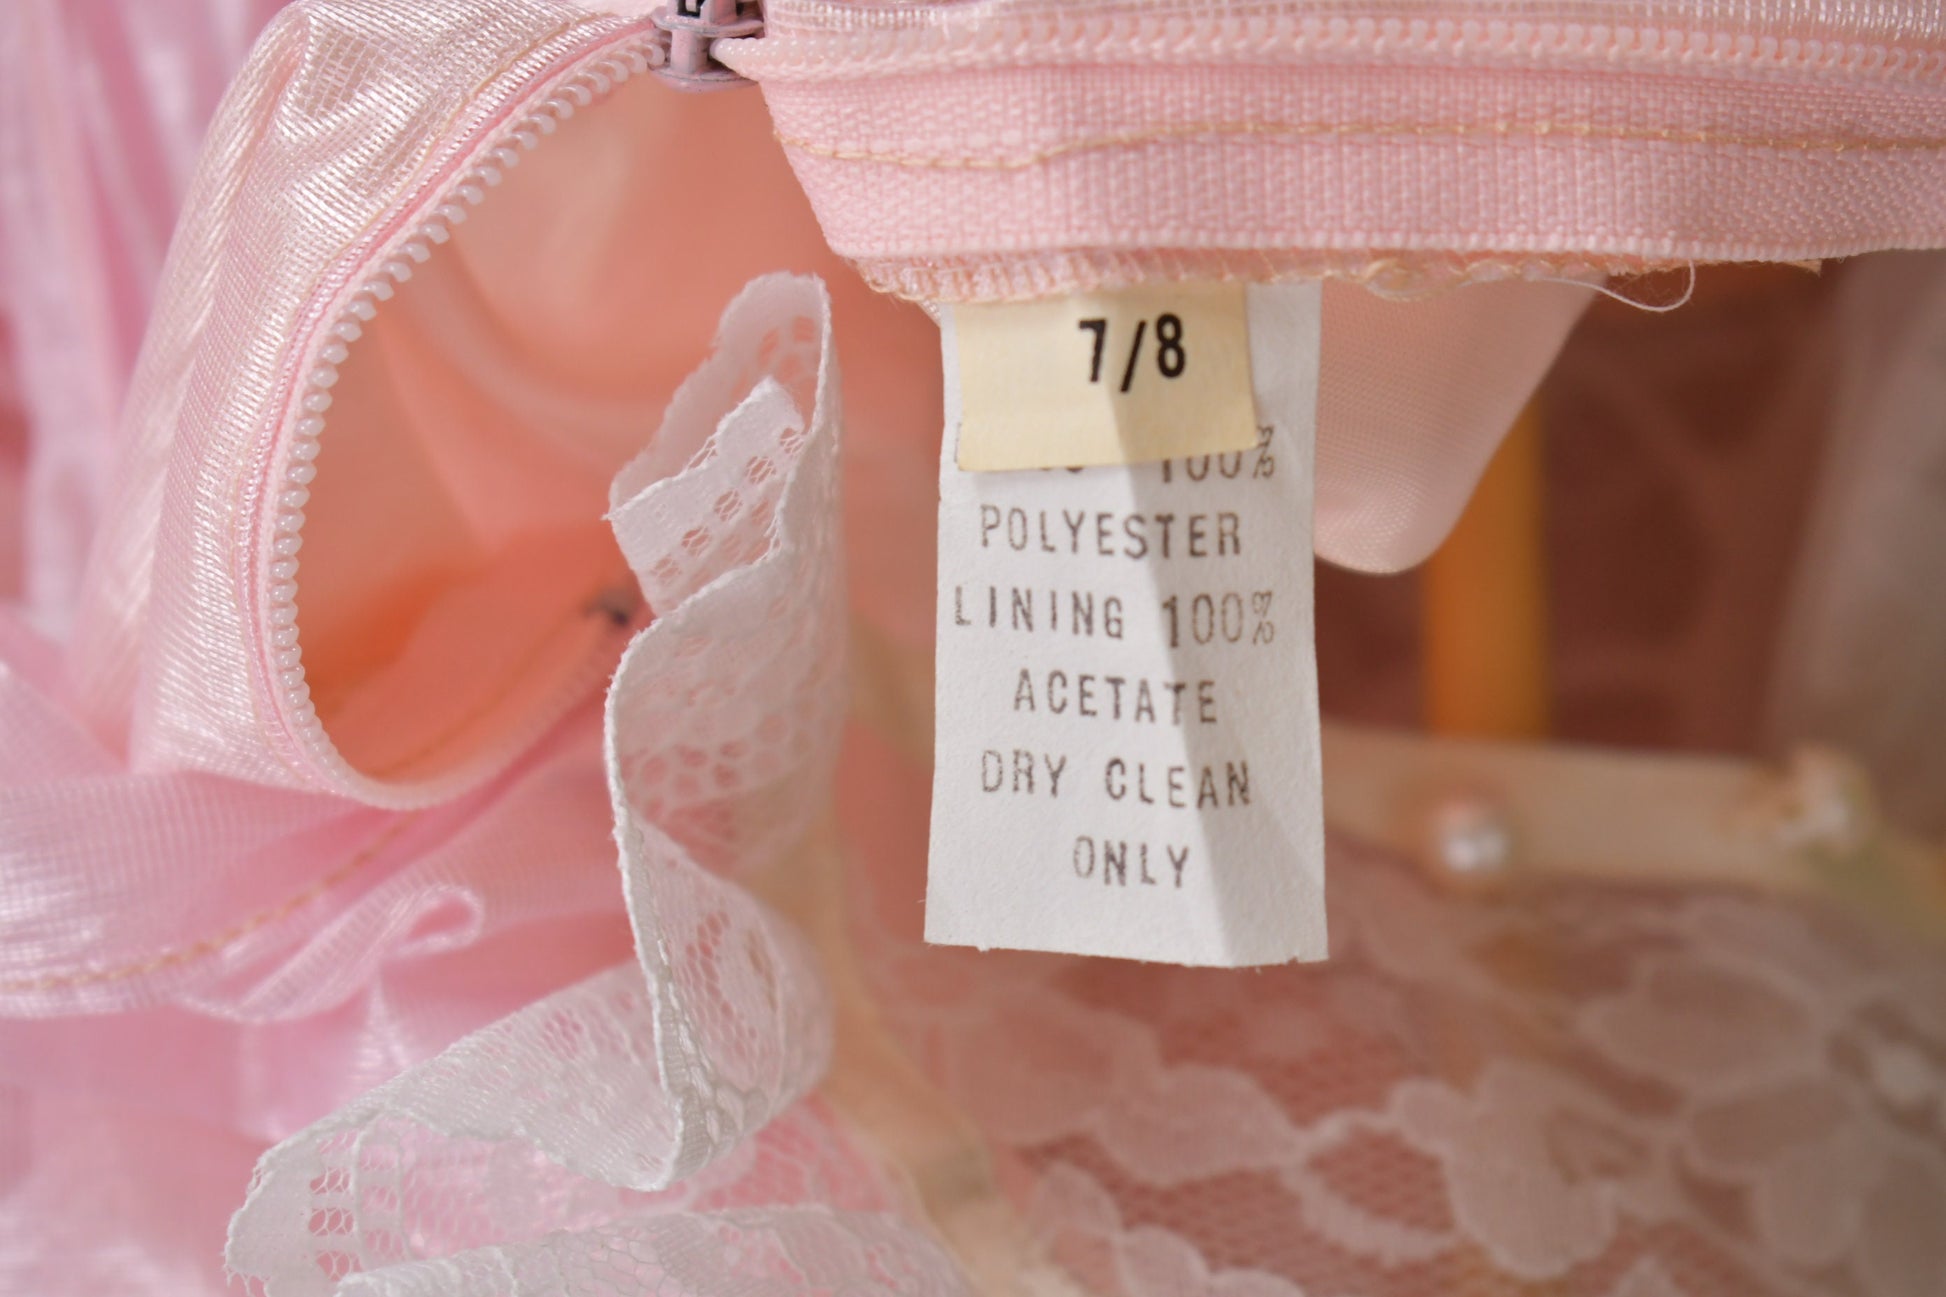 7/8
100%
POLYESTER
LINING 100%
ACETATE
DRY CLEAN
ONLY